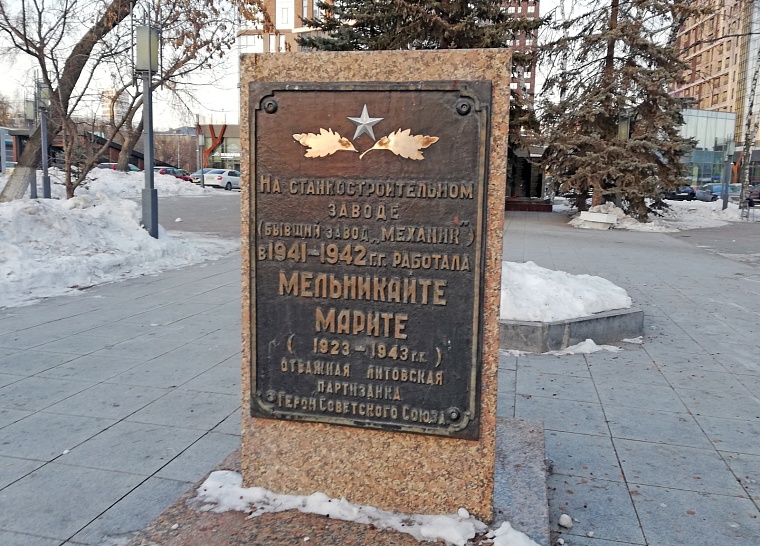 На станкостроительном
заводе
(бывший завод „Механик“)
в 1941–1942 г.г. работала
Мельникайте
Марите
( 1923 – 1943 г.г. )
отважная литовская
партизанка
Герой Советского Союза